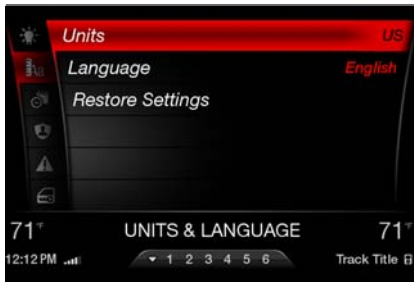 Units US
Language English
Restore Settings
71°F UNITS & LANGUAGE 71°F
12:12 PM 1 2 3 4 5 6 Track Title